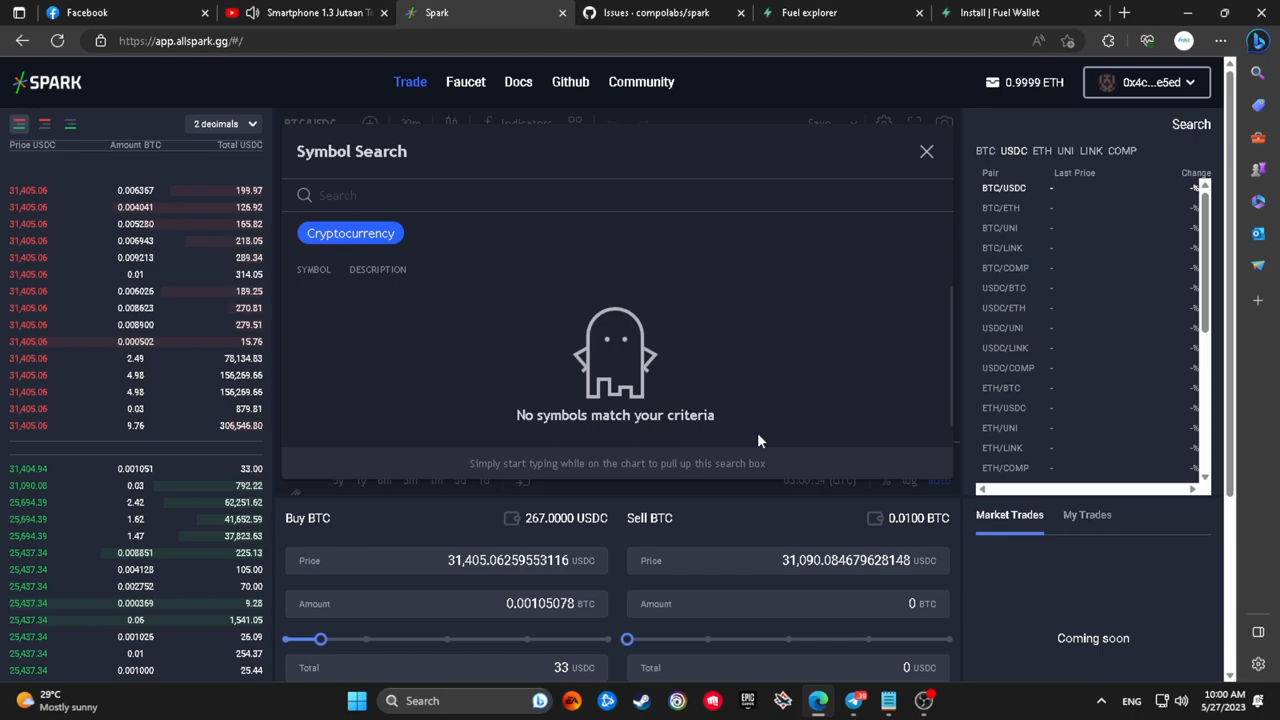 Facebook
Smartphone 1.3 Jutaan T
Spark
Issues · compolabs/spark
Fuel explorer
Install | Fuel Wallet
https://app.allspark.gg/#/
SPARK
Trade
Faucet
Docs
Github
Community
0.9999 ETH
0x4c...e5ed
2 decimals
BTC/USDC
30m
Indicators
Save
Price USDC Amount BTC Total USDC
31,405.06 0.006367 199.97
31,405.06 0.004041 126.92
31,405.06 0.005280 165.82
31,405.06 0.006943 218.05
31,405.06 0.009213 289.34
31,405.06 0.01 314.05
31,405.06 0.006026 189.25
31,405.06 0.008623 270.81
31,405.06 0.008900 279.51
31,405.06 0.000502 15.76
31,405.06 2.49 78,134.83
31,405.06 4.98 156,269.66
31,405.06 4.98 156,269.66
31,405.06 0.03 879.81
31,405.06 9.76 306,546.80
31,404.94 0.001051 33.00
31,090.08 0.03 792.22
25,694.39 2.42 62,251.62
25,694.39 1.62 41,652.59
25,694.39 1.47 37,823.63
25,437.34 0.008851 225.13
25,437.34 0.004128 105.00
25,437.34 0.002752 70.00
25,437.34 0.000369 9.28
25,437.34 0.06 1,541.05
25,437.34 0.001026 26.09
25,437.34 0.01 254.37
25,437.34 0.001000 25.44
Symbol Search
Search
Cryptocurrency
SYMBOL DESCRIPTION
No symbols match your criteria
Simply start typing while on the chart to pull up this search box
% log auto
Buy BTC
267.0000 USDC
Price 31,405.06259553116 USDC
Amount 0.00105078 BTC
Total 33 USDC
Sell BTC
0.0100 BTC
Price 31,090.084679628148 USDC
Amount 0 BTC
Total 0 USDC
Search
BTC USDC ETH UNI LINK COMP
Pair Last Price Change
BTC/USDC - -%
BTC/ETH - -%
BTC/UNI - -%
BTC/LINK - -%
BTC/COMP - -%
USDC/BTC - -%
USDC/ETH - -%
USDC/UNI - -%
USDC/LINK - -%
USDC/COMP - -%
ETH/BTC - -%
ETH/USDC - -%
ETH/UNI - -%
ETH/LINK - -%
ETH/COMP - -%
Market Trades
My Trades
Coming soon
29°C
Mostly sunny
Search
EPIC GAMES
39
ENG
10:00 AM
5/27/2023